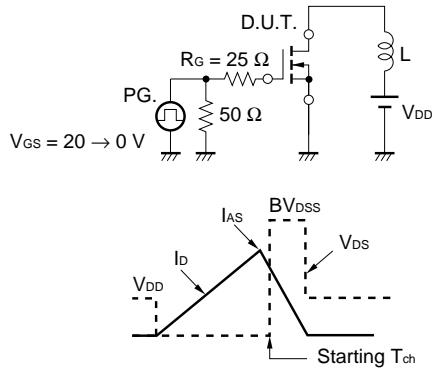 D.U.T.
RG = 25 Ω
L
PG.
50 Ω
VDD
VGS = 20 → 0 V
BVDSS
IAS
ID
VDS
VDD
Starting Tch